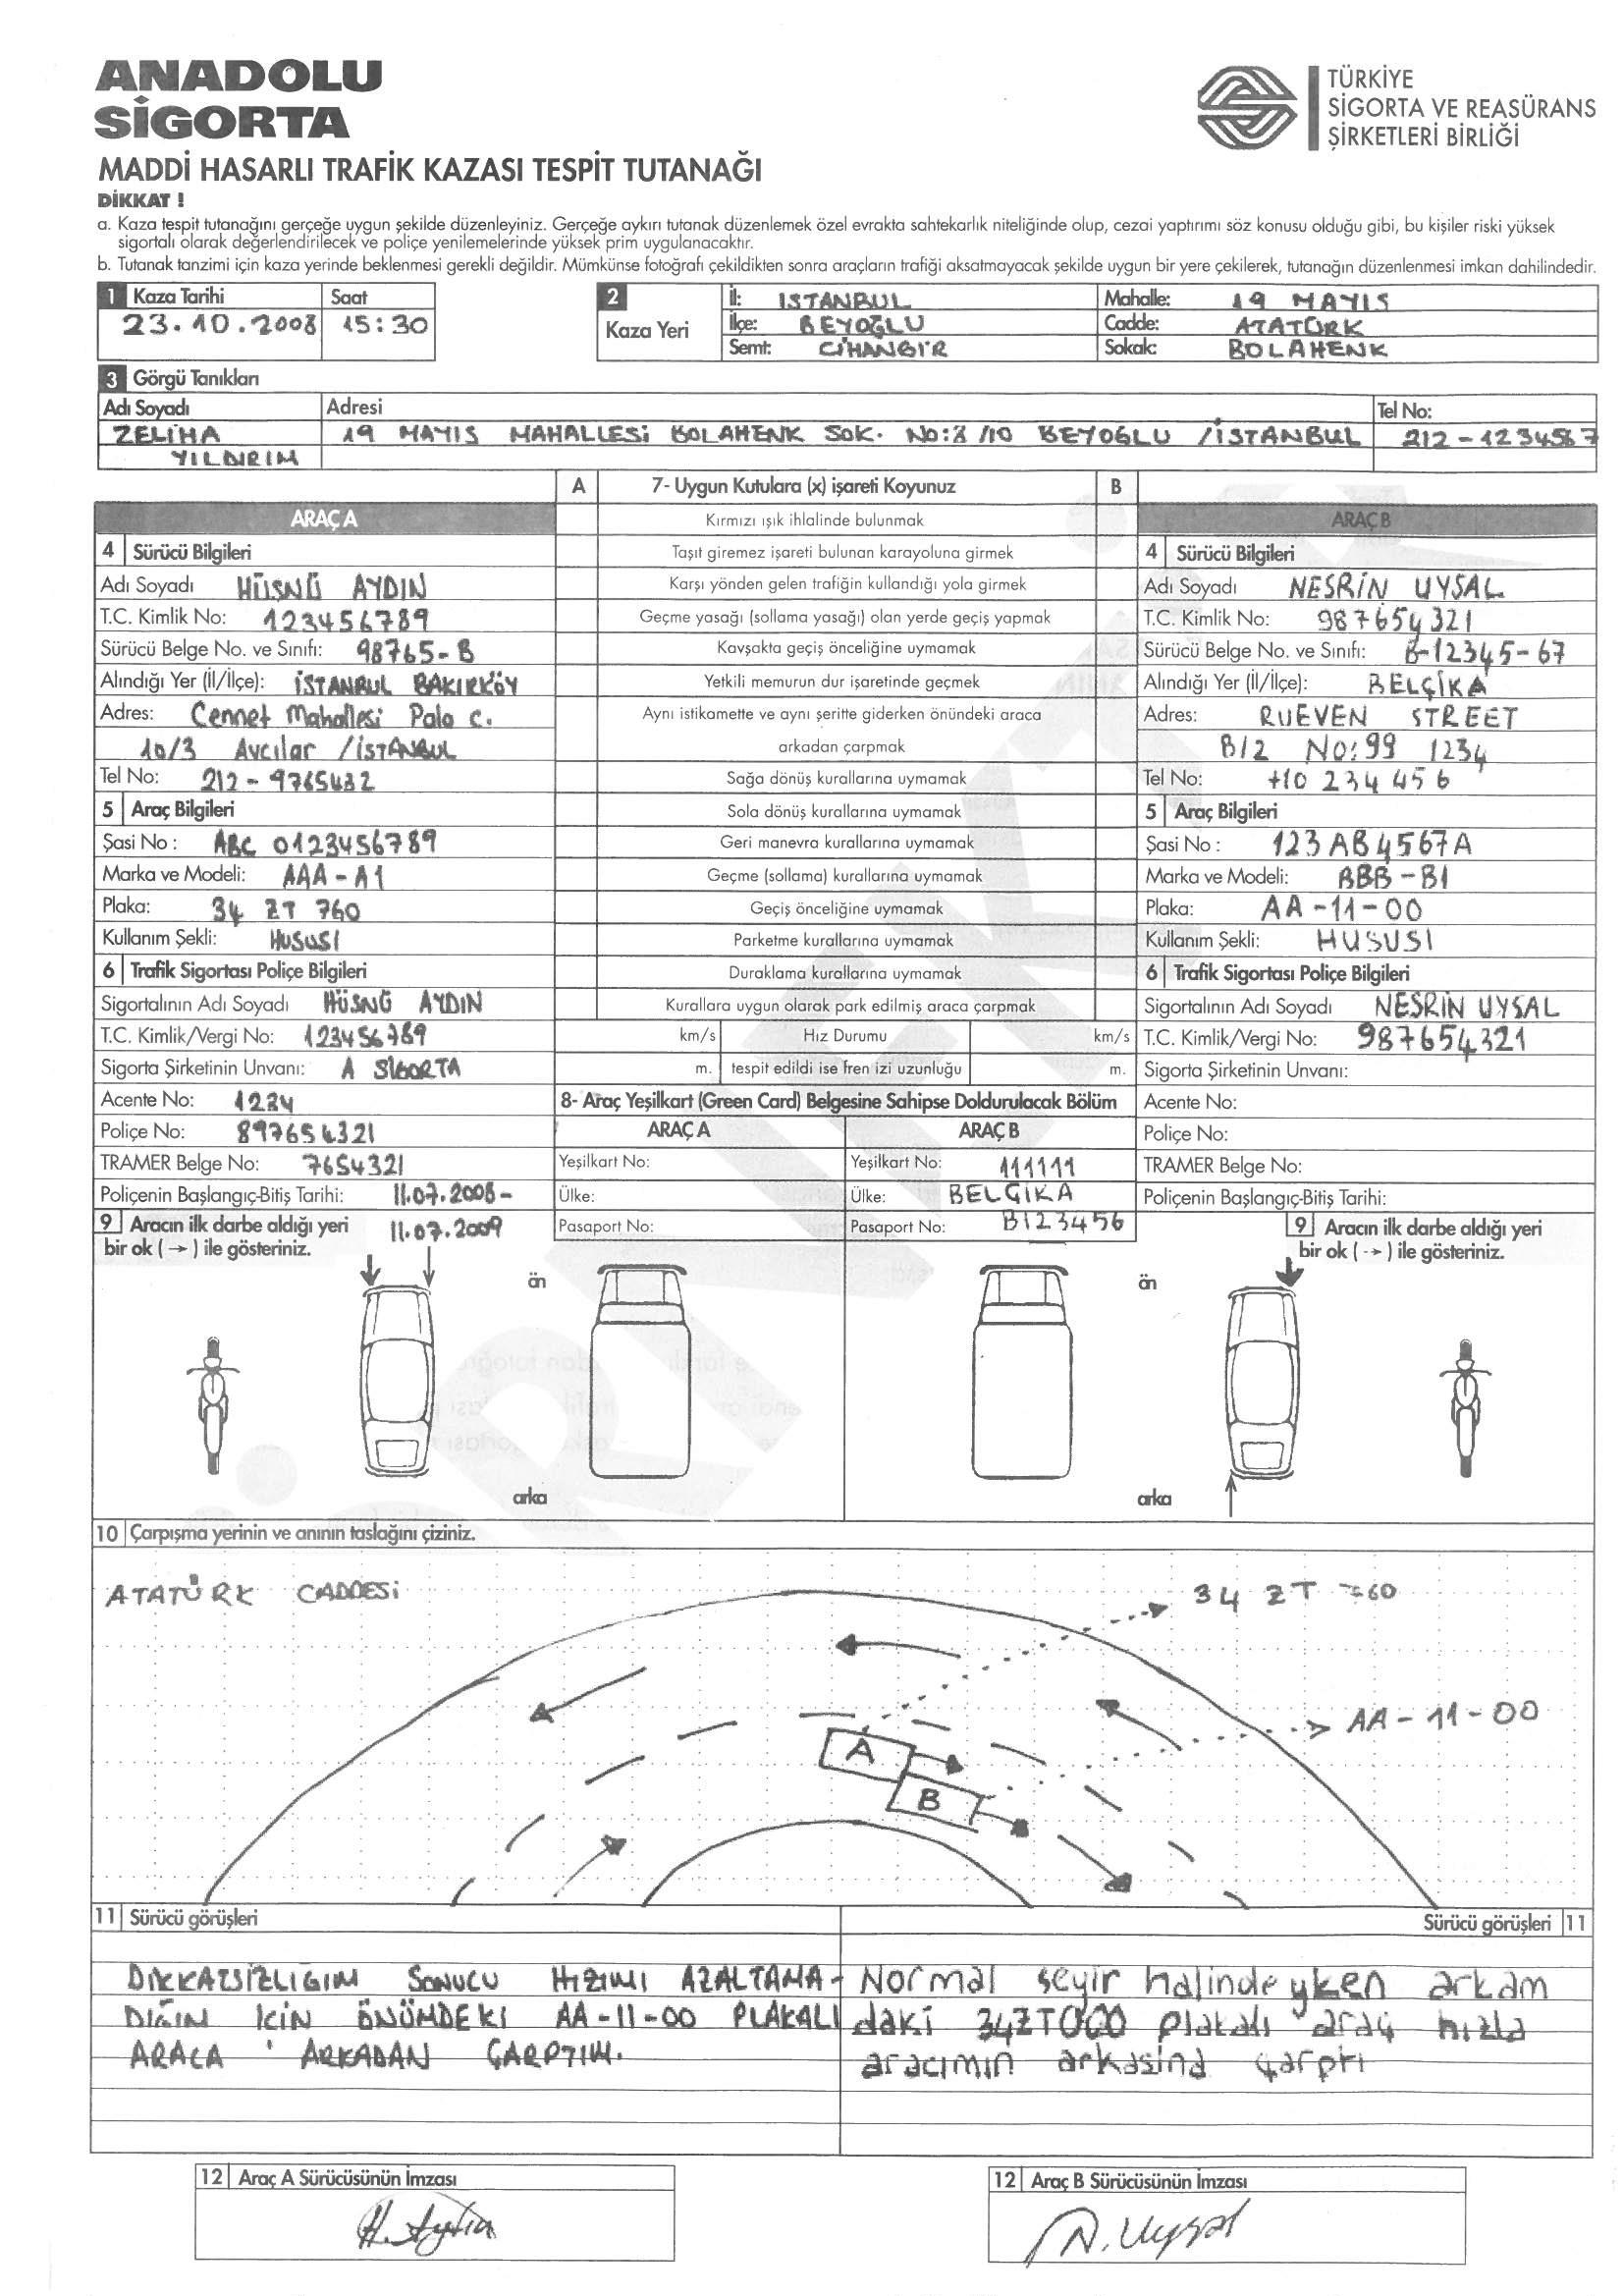 ANADOLU
SİGORTA
TÜRKİYE
SİGORTA VE REASÜRANS
ŞİRKETLERİ BİRLİĞİ
MADDİ HASARLI TRAFİK KAZASI TESPİT TUTANAĞI
DİKKAT !
a. Kaza tespit tutanağını gerçeğe uygun şekilde düzenleyiniz. Gerçeğe aykırı tutanak düzenlemek özel evrakta sahtekarlık niteliğinde olup, cezai yaptırımı söz konusu olduğu gibi, bu kişiler riski yüksek
sigortalı olarak değerlendirilecek ve poliçe yenilemelerinde yüksek prim uygulanacaktır.
b. Tutanak tanzimi için kaza yerinde beklenmesi gerekli değildir. Mümkünse fotoğrafı çekildikten sonra araçların trafiği aksatmayacak şekilde uygun bir yere çekilerek, tutanağın düzenlenmesi imkan dahilindedir.
1 Kaza Tarihi Saat
23.10.2008 15:30
2 Kaza Yeri
İl: ISTANBUL Mahalle: 19 MAYIS
İlçe: BEYOĞLU Cadde: ATATÜRK
Semt: CİHANGİR Sokak: BOLAHENK
3 Görgü Tanıkları
Adı Soyadı Adresi Tel No:
ZELİHA 19 MAYIS MAHALLESİ BOLAHENK SOK. NO:8/10 BEYOĞLU /İSTANBUL 212-1234567
YILDIRIM
A 7- Uygun Kutulara (x) işareti Koyunuz B
ARAÇ A
4 Sürücü Bilgileri
Adı Soyadı HÜSNÜ AYDIN
T.C. Kimlik No: 123456789
Sürücü Belge No. ve Sınıfı: 98765-B
Alındığı Yer (İl/İlçe): İSTANBUL BAKIRKÖY
Adres: Cennet Mahallesi Pala c.
10/3 Avcılar /İSTANBUL
Tel No: 212-9765432
5 Araç Bilgileri
Şasi No : ABC 0123456789
Marka ve Modeli: AAA-A1
Plaka: 34 ZT 760
Kullanım Şekli: HUSUSI
6 Trafik Sigortası Poliçe Bilgileri
Sigortalının Adı Soyadı HÜSNÜ AYDIN
T.C. Kimlik/Vergi No: 123456789
Sigorta Şirketinin Unvanı: A SİGORTA
Acente No: 1234
Poliçe No: 897654321
TRAMER Belge No: 7654321
Poliçenin Başlangıç-Bitiş Tarihi: 11.07.2008-
11.07.2009
Kırmızı ışık ihlalinde bulunmak
Taşıt giremez işareti bulunan karayoluna girmek
Karşı yönden gelen trafiğin kullandığı yola girmek
Geçme yasağı (sollama yasağı) olan yerde geçiş yapmak
Kavşakta geçiş önceliğine uymamak
Yetkili memurun dur işaretinde geçmek
Aynı istikamette ve aynı şeritte giderken önündeki araca
arkadan çarpmak
Sağa dönüş kurallarına uymamak
Sola dönüş kurallarına uymamak
Geri manevra kurallarına uymamak
Geçme (sollama) kurallarına uymamak
Geçiş önceliğine uymamak
Parketme kurallarına uymamak
Duraklama kurallarına uymamak
Kurallara uygun olarak park edilmiş araca çarpmak
km/s Hız Durumu km/s
m. tespit edildi ise fren izi uzunluğu m.
8- Araç Yeşilkart (Green Card) Belgesine Sahipse Doldurulacak Bölüm
ARAÇ A ARAÇ B
Yeşilkart No: Yeşilkart No: 111111
Ülke: Ülke: BELÇİKA
Pasaport No: Pasaport No: B123456
ARAÇ B
4 Sürücü Bilgileri
Adı Soyadı NESRİN UYSAL
T.C. Kimlik No: 987654321
Sürücü Belge No. ve Sınıfı: B-12345-67
Alındığı Yer (İl/İlçe): BELÇİKA
Adres: RUEVEN STREET
B/2 NO:99 1234
Tel No: +10 234 456
5 Araç Bilgileri
Şasi No : 123AB4567A
Marka ve Modeli: BBB-B1
Plaka: AA-11-00
Kullanım Şekli: HUSUSI
6 Trafik Sigortası Poliçe Bilgileri
Sigortalının Adı Soyadı NESRİN UYSAL
T.C. Kimlik/Vergi No: 987654321
Sigorta Şirketinin Unvanı:
Acente No:
Poliçe No:
TRAMER Belge No:
Poliçenin Başlangıç-Bitiş Tarihi:
9 Aracın ilk darbe aldığı yeri
bir ok ( → ) ile gösteriniz.
9 Aracın ilk darbe aldığı yeri
bir ok ( → ) ile gösteriniz.
ön ön
arka arka
10 Çarpışma yerinin ve anının taslağını çiziniz.
ATATÜRK CADDESİ
34 ZT 760
AA-11-00
A
B
11 Sürücü görüşleri
DİKKATSİZLIGIM SONUCU HIZIMI AZALTAMA-
DIĞIM İÇİN ÖNÜMDEKİ AA-11-00 PLAKALI
ARACA ARKADAN ÇARPTIM.
Sürücü görüşleri 11
Normal seyir halindeyken arkam
daki plakalı araç hızla
aracımın arkasına çarptı
12 Araç A Sürücüsünün İmzası
H. Aydın
12 Araç B Sürücüsünün İmzası
N. Uysal
ÖRNEKTİR